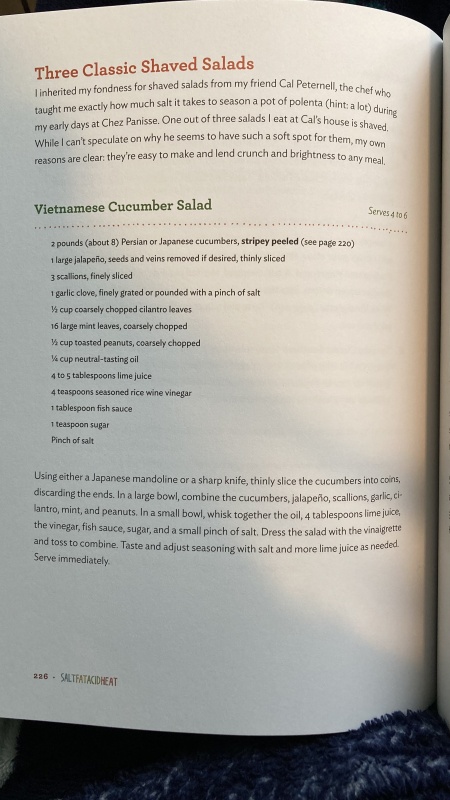 Three Classic Shaved Salads
I inherited my fondness for shaved salads from my friend Cal Peternell, the chef who
taught me exactly how much salt it takes to season a pot of polenta (hint: a lot) during
my early days at Chez Panisse. One out of three salads I eat at Cal's house is shaved.
While I can't speculate on why he seems to have such a soft spot for them, my own
reasons are clear: they're easy to make and lend crunch and brightness to any meal.
Vietnamese Cucumber Salad
Serves 4 to 6
2 pounds (about 8) Persian or Japanese cucumbers, stripey peeled (see page 220)
1 large jalapeño, seeds and veins removed if desired, thinly sliced
3 scallions, finely sliced
1 garlic clove, finely grated or pounded with a pinch of salt
½ cup coarsely chopped cilantro leaves
16 large mint leaves, coarsely chopped
½ cup toasted peanuts, coarsely chopped
¼ cup neutral-tasting oil
4 to 5 tablespoons lime juice
4 teaspoons seasoned rice wine vinegar
1 tablespoon fish sauce
1 teaspoon sugar
Pinch of salt
Using either a Japanese mandoline or a sharp knife, thinly slice the cucumbers into coins,
discarding the ends. In a large bowl, combine the cucumbers, jalapeño, scallions, garlic, ci-
lantro, mint, and peanuts. In a small bowl, whisk together the oil, 4 tablespoons lime juice,
the vinegar, fish sauce, sugar, and a small pinch of salt. Dress the salad with the vinaigrette
and toss to combine. Taste and adjust seasoning with salt and more lime juice as needed.
Serve immediately.
226 • SALTFATACIDHEAT